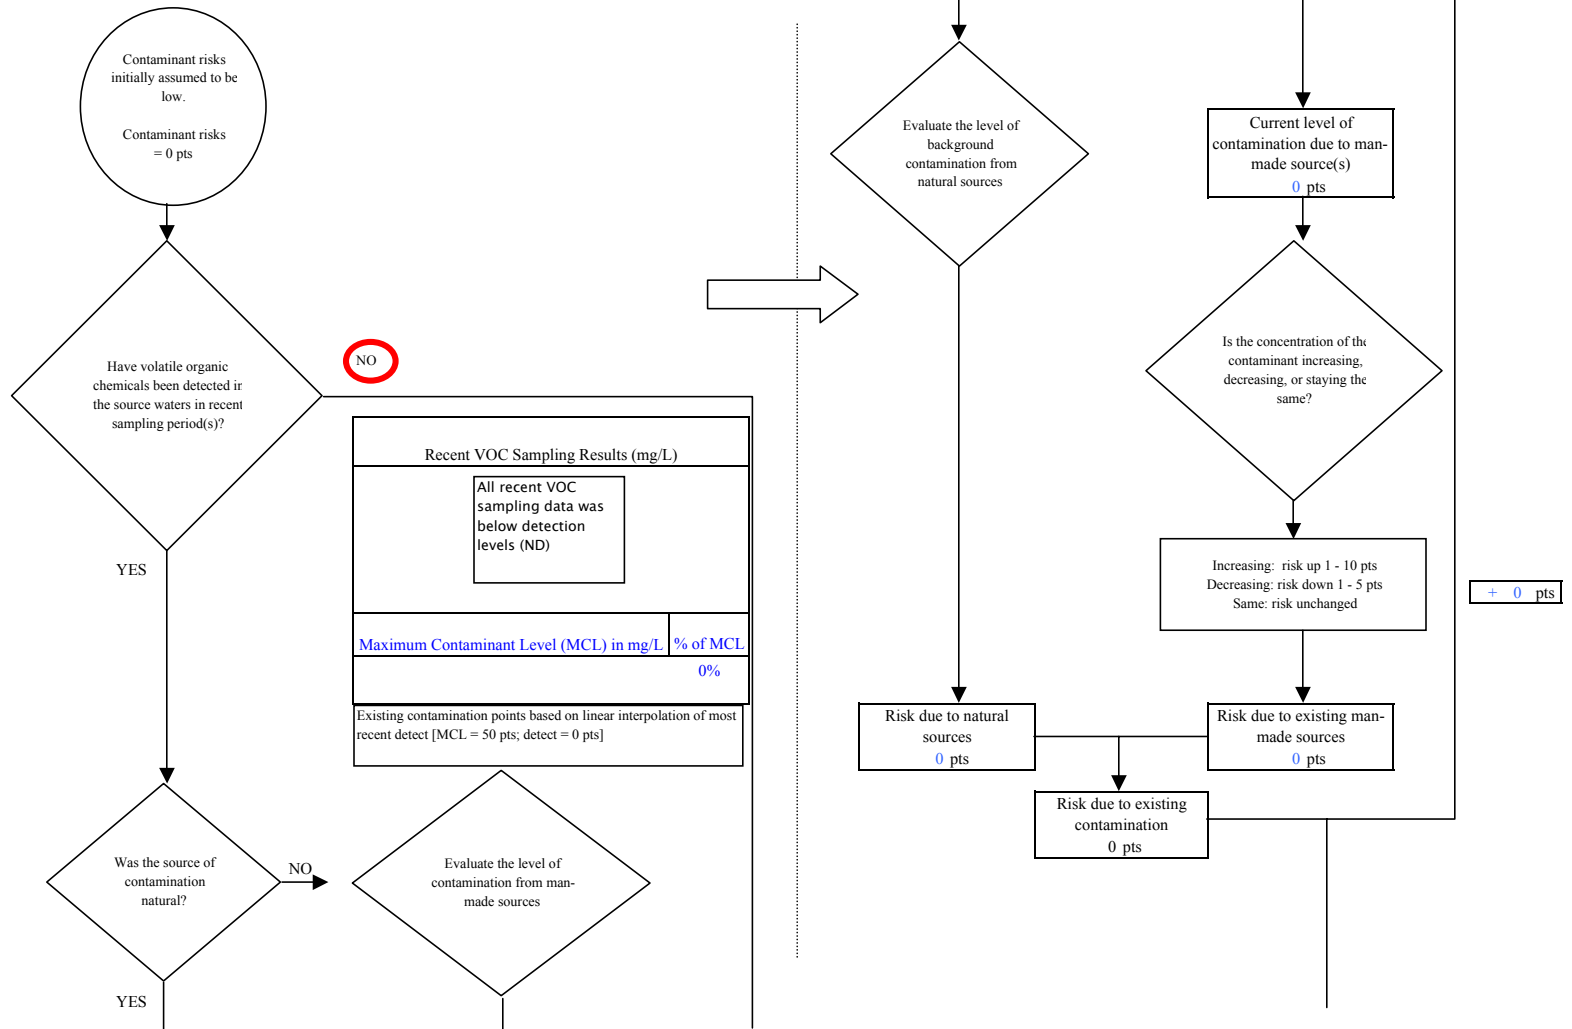 Contaminant risks
initially assumed to be
low.
Contaminant risks
= 0 pts
Have volatile organic
chemicals been detected in
the source waters in recent
sampling period(s)?
NO
YES
Recent VOC Sampling Results (mg/L)
All recent VOC
sampling data was
below detection
levels (ND)
Maximum Contaminant Level (MCL) in mg/L
% of MCL
0%
Existing contamination points based on linear interpolation of most
recent detect [MCL = 50 pts; detect = 0 pts]
Was the source of
contamination
natural?
NO
YES
Evaluate the level of
contamination from man-
made sources
Evaluate the level of
background
contamination from
natural sources
Current level of
contamination due to man-
made source(s)
0 pts
Is the concentration of the
contaminant increasing,
decreasing, or staying the
same?
Increasing: risk up 1 - 10 pts
Decreasing: risk down 1 - 5 pts
Same: risk unchanged
+ 0 pts
Risk due to natural
sources
0 pts
Risk due to existing man-
made sources
0 pts
Risk due to existing
contamination
0 pts